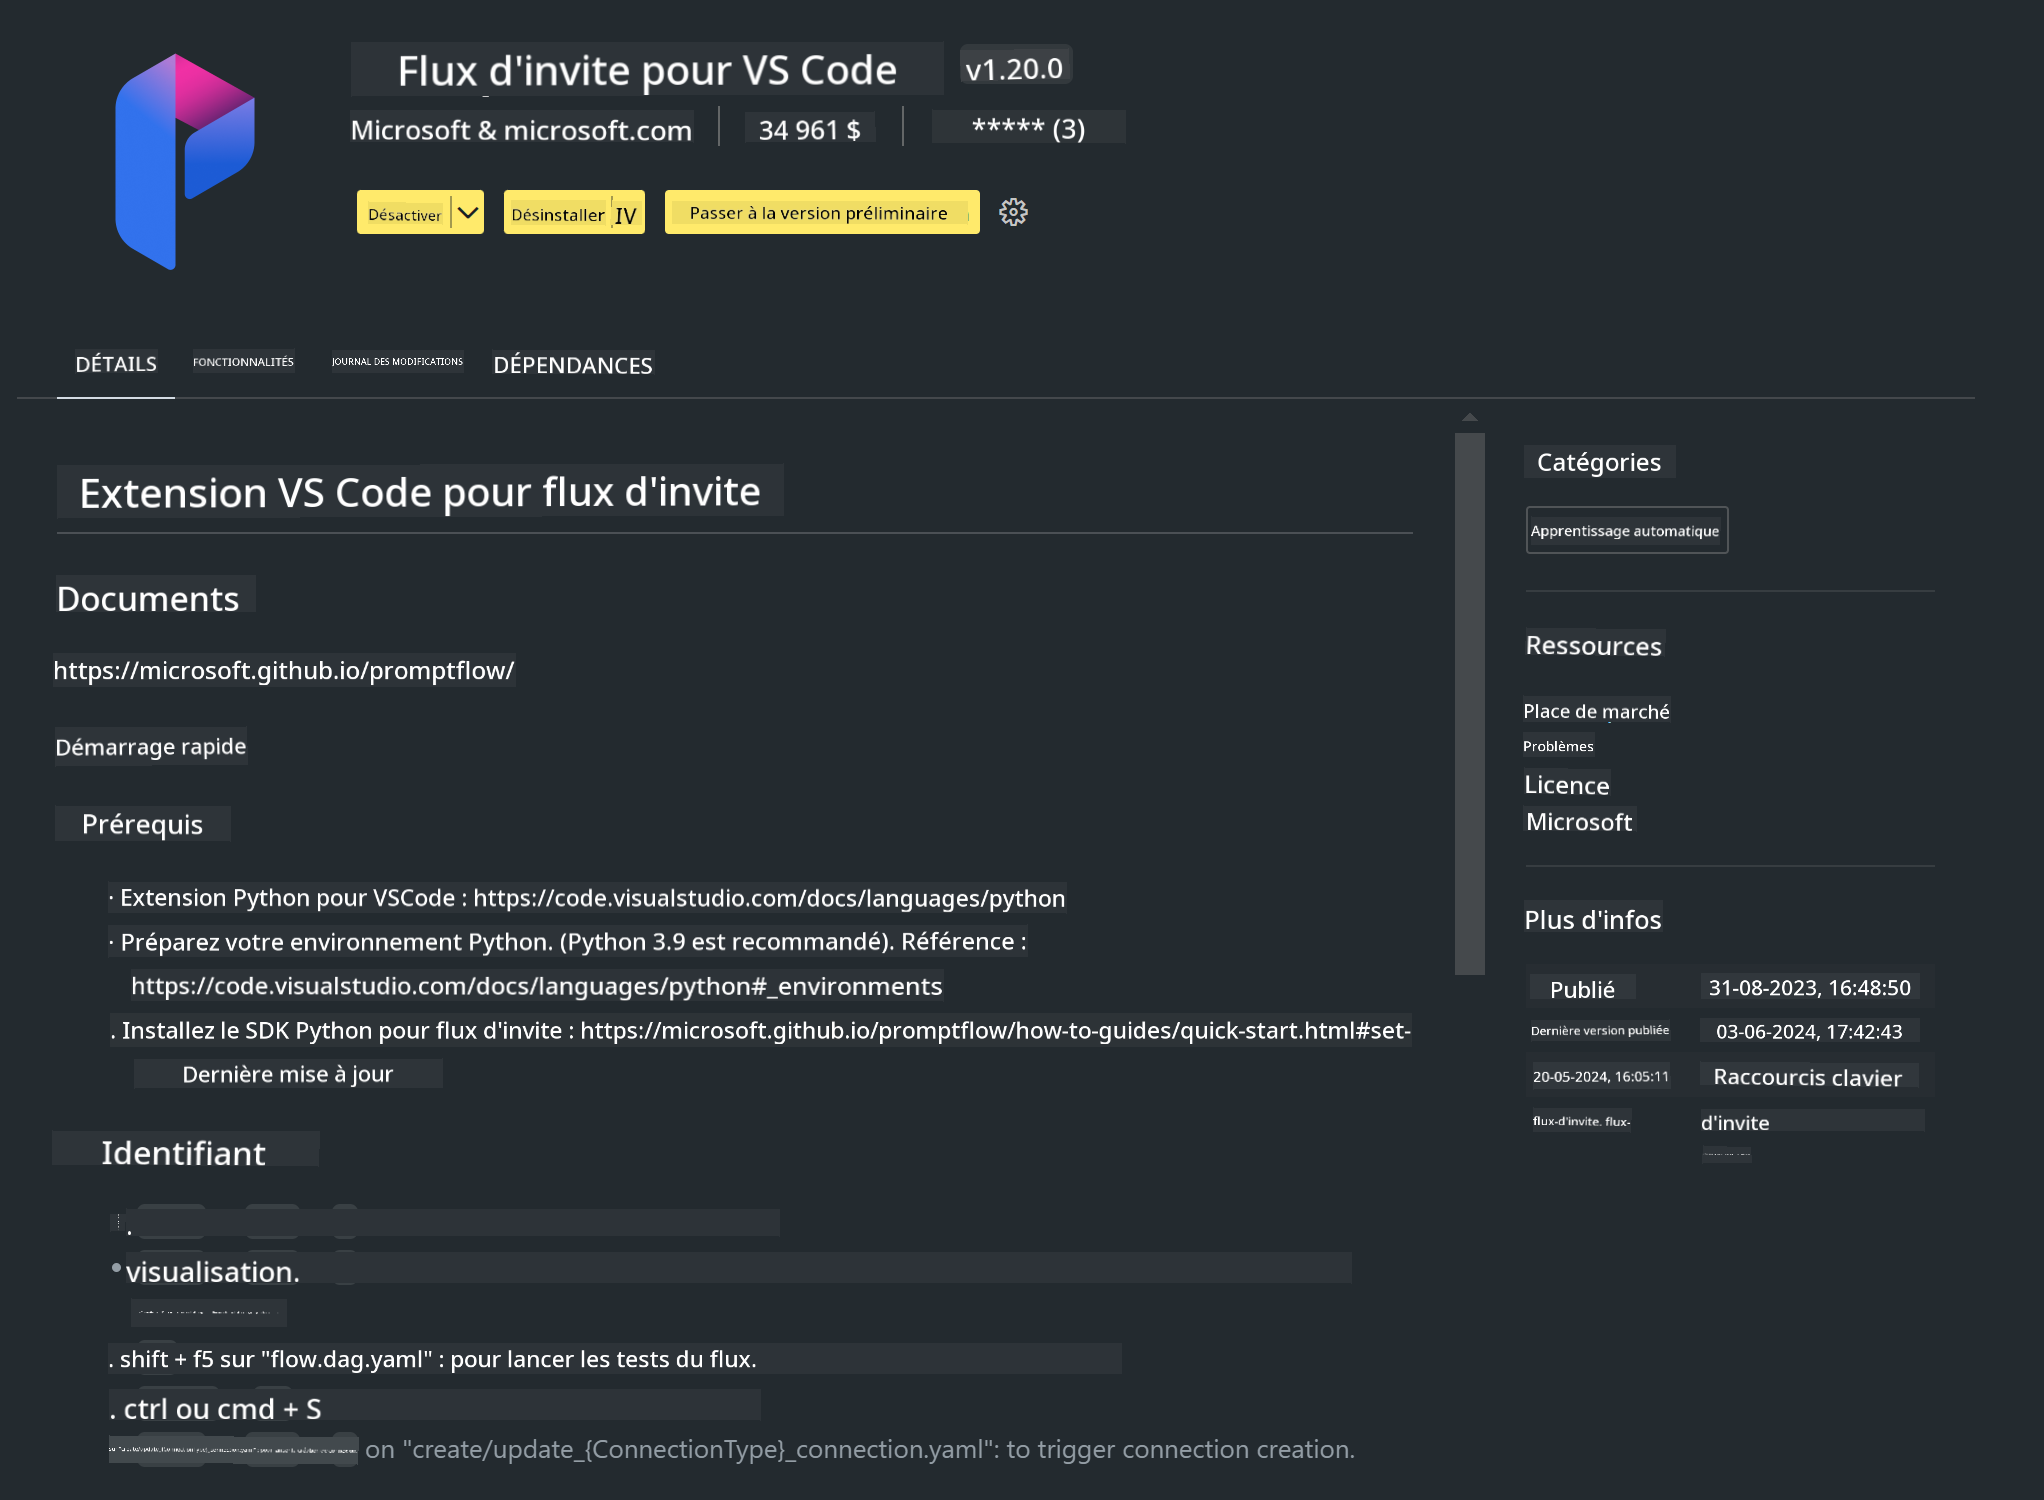 Flux d'invite pour VS Code
v1.20.0
Microsoft & microsoft.com
34 961 $
***** (3)
Désactiver
Désinstaller
IV
Passer à la version préliminaire
DÉTAILS
FONCTIONNALITÉS
JOURNAL DES MODIFICATIONS
DÉPENDANCES
Extension VS Code pour flux d'invite
Documents
https://microsoft.github.io/promptflow/
Démarrage rapide
Prérequis
· Extension Python pour VSCode : https://code.visualstudio.com/docs/languages/python
· Préparez votre environnement Python. (Python 3.9 est recommandé). Référence :
https://code.visualstudio.com/docs/languages/python#_environments
. Installez le SDK Python pour flux d'invite : https://microsoft.github.io/promptflow/how-to-guides/quick-start.html#set-
Dernière mise à jour
Identifiant
.
visualisation.
. shift + f5 sur "flow.dag.yaml" : pour lancer les tests du flux.
. ctrl ou cmd + S
on "create/update_{ConnectionType}_connection.yaml": to trigger connection creation.
Catégories
Apprentissage automatique
Ressources
Place de marché
Problèmes
Licence
Microsoft
Plus d'infos
Publié
31-08-2023, 16:48:50
Dernière version publiée
03-06-2024, 17:42:43
20-05-2024, 16:05:11
Raccourcis clavier
flux-d'invite. flux-
d'invite